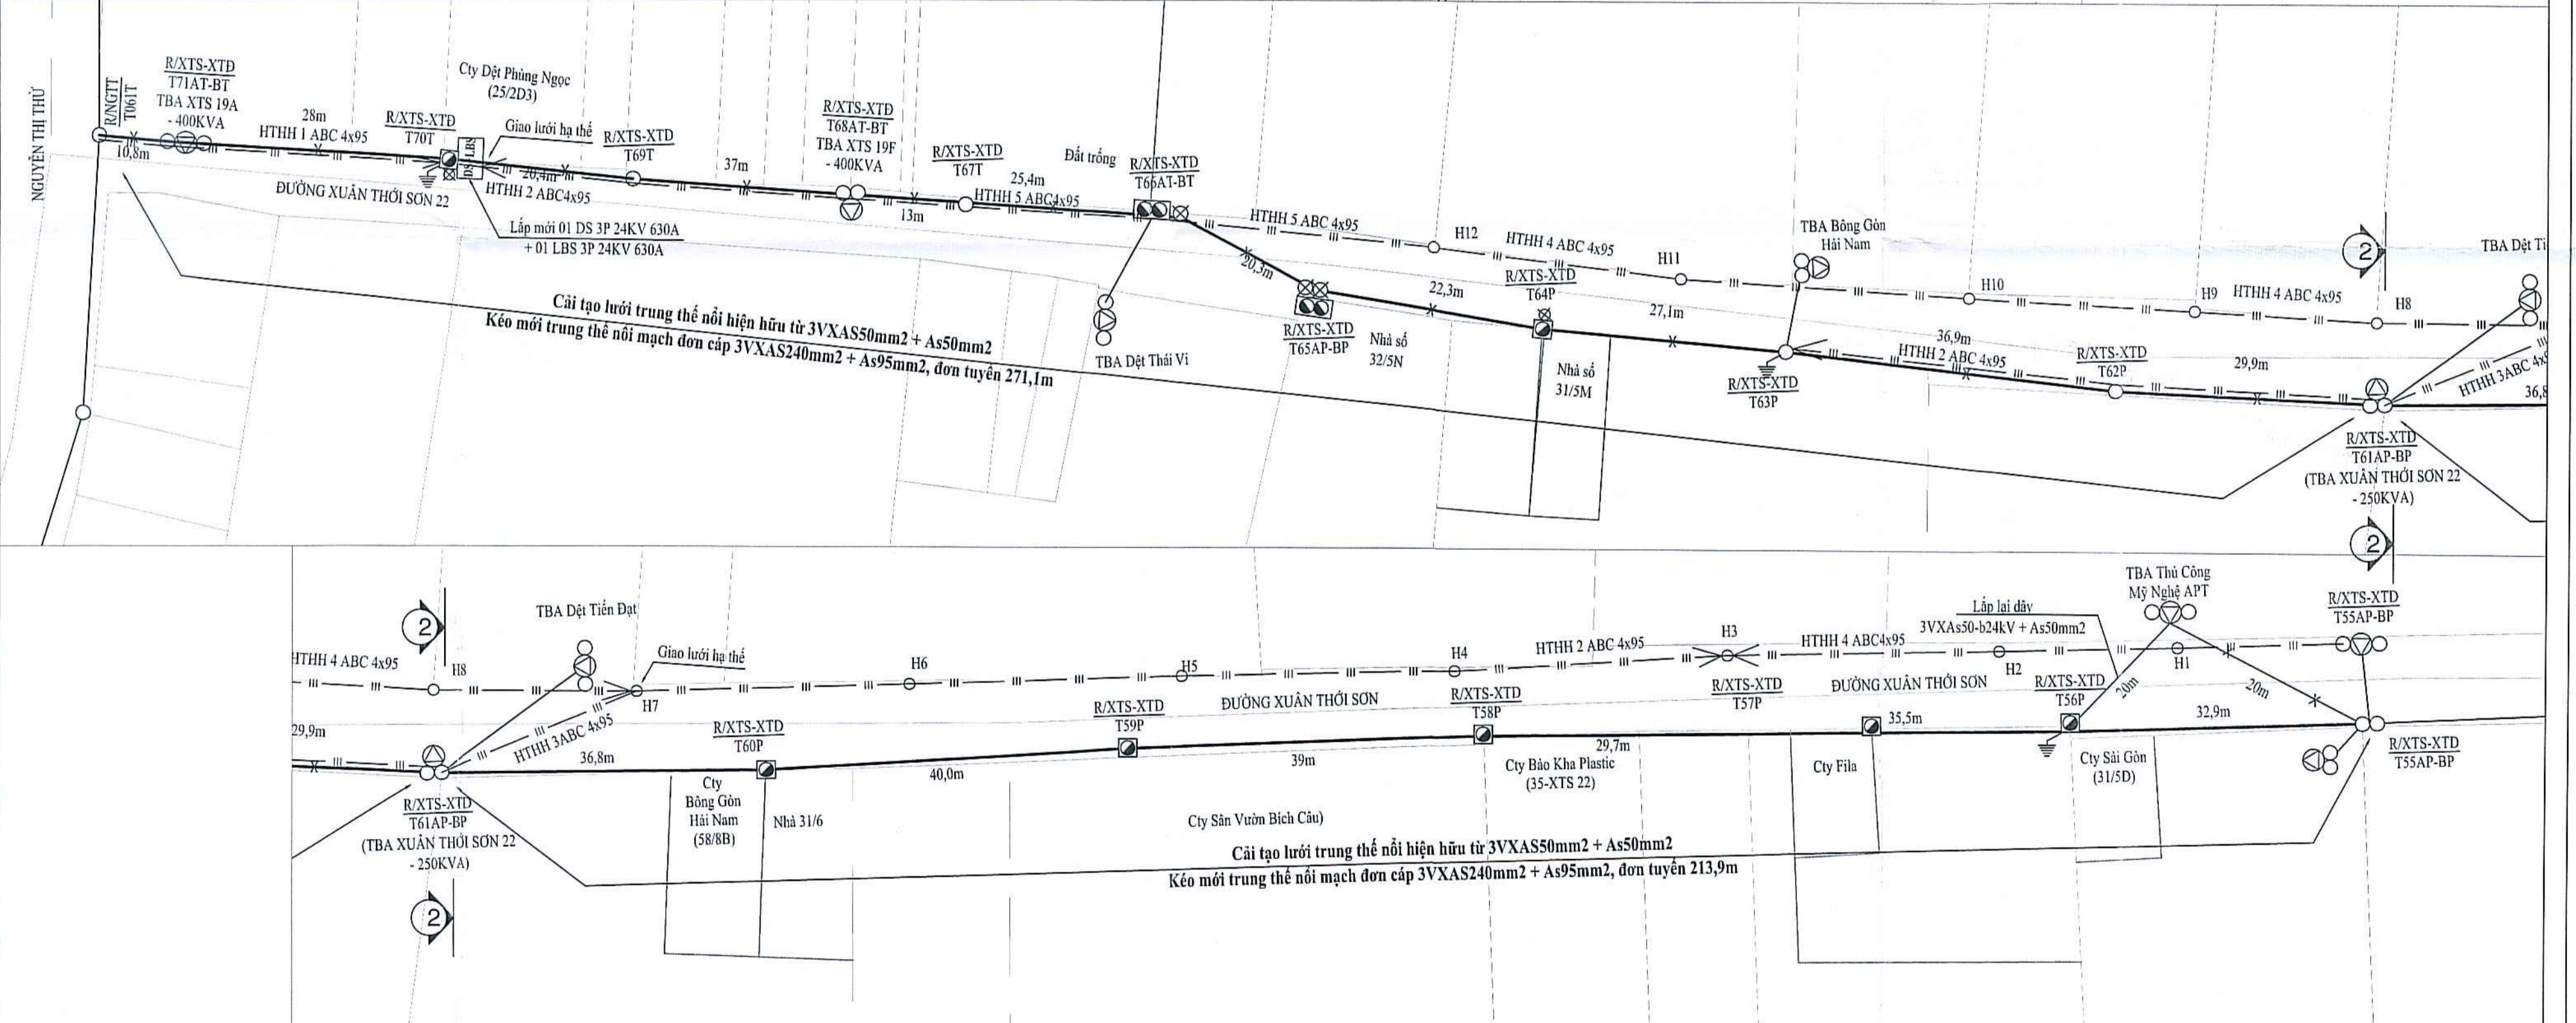 NGUYỄN THỊ THỬ
R/NGTT
T061T
10,8m
R/XTS-XTĐ
T71AT-BT
TBA XTS 19A
- 400KVA
28m
HTHH 1 ABC 4x95
R/XTS-XTĐ
T70T
ĐƯỜNG XUÂN THỚI SƠN 22
Cty Dệt Phùng Ngọc
(25/2D3)
LBS
DS
Giao lưới hạ thế
20,4m
HTHH 2 ABC4x95
Lắp mới 01 DS 3P 24KV 630A
+ 01 LBS 3P 24KV 630A
R/XTS-XTD
T69T
37m
R/XTS-XTĐ
T68AT-BT
TBA XTS 19F
- 400KVA
13m
R/XTS-XTD
T67T
25,4m
HTHH 5 ABC4x95
Đất trống
R/XTS-XTD
T66AT-BT
TBA Dệt Thái Vi
20,3m
HTHH 5 ABC 4x95
R/XTS-XTD
T65AP-BP
Nhà số
32/5N
22,3m
H12
HTHH 4 ABC 4x95
R/XTS-XTD
T64P
Nhà số
31/5M
H11
27,1m
TBA Bông Gòn
Hải Nam
R/XTS-XTD
T63P
36,9m
HTHH 2 ABC 4x95
H10
R/XTS-XTD
T62P
H9
HTHH 4 ABC 4x95
29,9m
2
H8
TBA Dệt Ti
HTHH 3ABC 4x9
36,8
R/XTS-XTD
T61AP-BP
(TBA XUÂN THỚI SƠN 22
- 250KVA)
2
Cải tạo lưới trung thế nổi hiện hữu từ 3VXAS50mm2 + As50mm2
Kéo mới trung thế nổi mạch đơn cáp 3VXAS240mm2 + As95mm2, đơn tuyến 271,1m
HTHH 4 ABC 4x95
2
H8
TBA Dệt Tiến Đạt
Giao lưới hạ thế
H7
HTHH 3ABC 4x95
29,9m
R/XTS-XTD
T61AP-BP
(TBA XUÂN THỚI SƠN 22
- 250KVA)
2
36,8m
R/XTS-XTD
T60P
Cty
Bông Gòn
Hải Nam
(58/8B)
Nhà 31/6
H6
40,0m
R/XTS-XTD
T59P
H5
ĐƯỜNG XUÂN THỚI SƠN
39m
Cty Sân Vườn Bích Câu)
H4
R/XTS-XTD
T58P
HTHH 2 ABC 4x95
29,7m
Cty Bảo Kha Plastic
(35-XTS 22)
H3
R/XTS-XTD
T57P
HTHH 4 ABC4x95
ĐƯỜNG XUÂN THỚI SƠN
Cty Fila
35,5m
Lắp lại dây
3VXAs50-b24kV + As50mm2
H2
R/XTS-XTD
T56P
20m
Cty Sài Gòn
(31/5D)
TBA Thủ Công
Mỹ Nghệ APT
H1
20m
32,9m
R/XTS-XTD
T55AP-BP
R/XTS-XTD
T55AP-BP
Cải tạo lưới trung thế nổi hiện hữu từ 3VXAS50mm2 + As50mm2
Kéo mới trung thế nổi mạch đơn cáp 3VXAS240mm2 + As95mm2, đơn tuyến 213,9m